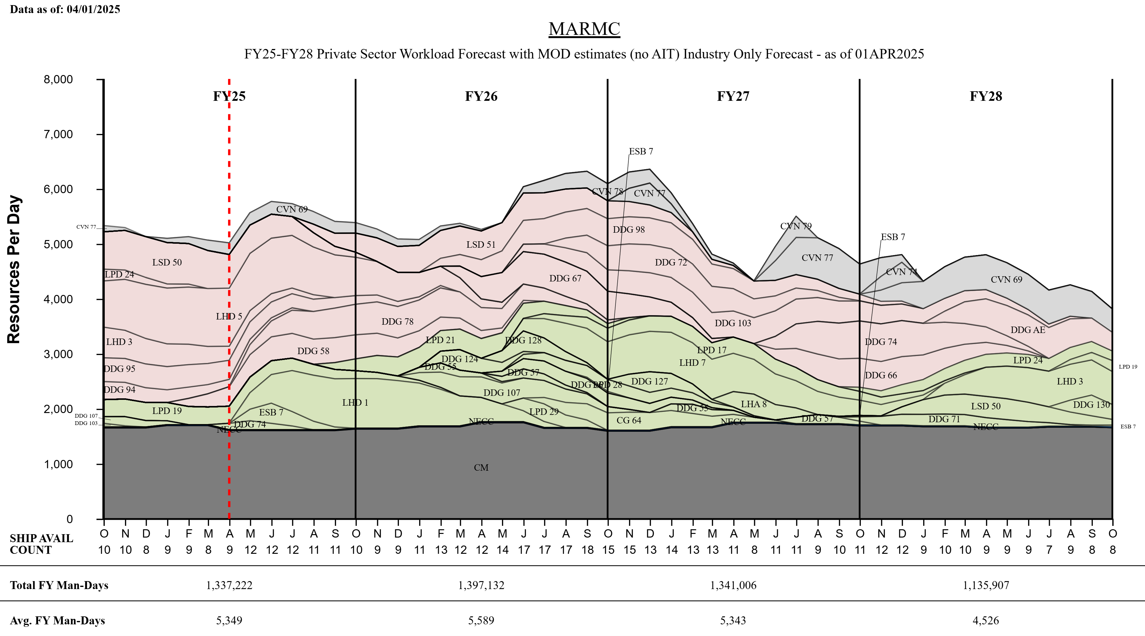 Data as of: 04/01/2025
MARMC
FY25-FY28 Private Sector Workload Forecast with MOD estimates (no AIT) Industry Only Forecast - as of 01APR2025
Resources Per Day
8,000
7,000
6,000
5,000
4,000
3,000
2,000
1,000
0
FY25 FY26 FY27 FY28
ESB 7
CVN 69
CVN 78
CVN 77
CVN 79
CVN 77
ESB 7
CVN 69
CVN 77
LSD 50
LPD 24
LHD 5
LHD 3
DDG 95
DDG 94
LPD 19
DDG 107
DDG 103
NECC
DDG 74
ESB 7
DDG 58
LHD 1
DDG 78
LSD 51
DDG 67
LPD 21
DDG 124
DDG 128
DDG 57
DDG 107
LPD 29
NECC
CM
DDG 98
DDG 72
DDG 103
LPD 28
DDG 127
CG 64
LPD 17
LHD 7
LHA 8
NECC
DDG 57
DDG 74
DDG 66
DDG AE
LPD 24
LHD 3
LPD 19
LSD 50
DDG 71
DDG 130
NECC
ESB 7
O N D J F M A M J J A S O N D J F M A M J J A S O N D J F M A M J J A S O N D J F M A M J J A S O
SHIP AVAIL
COUNT
10 10 8 9 9 8 9 12 12 12 11 11 10 10 9 11 13 13 12 14 17 17 17 18 15 15 13 14 13 11 8 7 11 9 10 9 11 12 12 9 10 10 9 9 9 7 9 8 8
Total FY Man-Days 1,337,222 1,397,132 1,341,006 1,135,907
Avg. FY Man-Days 5,349 5,589 5,343 4,526